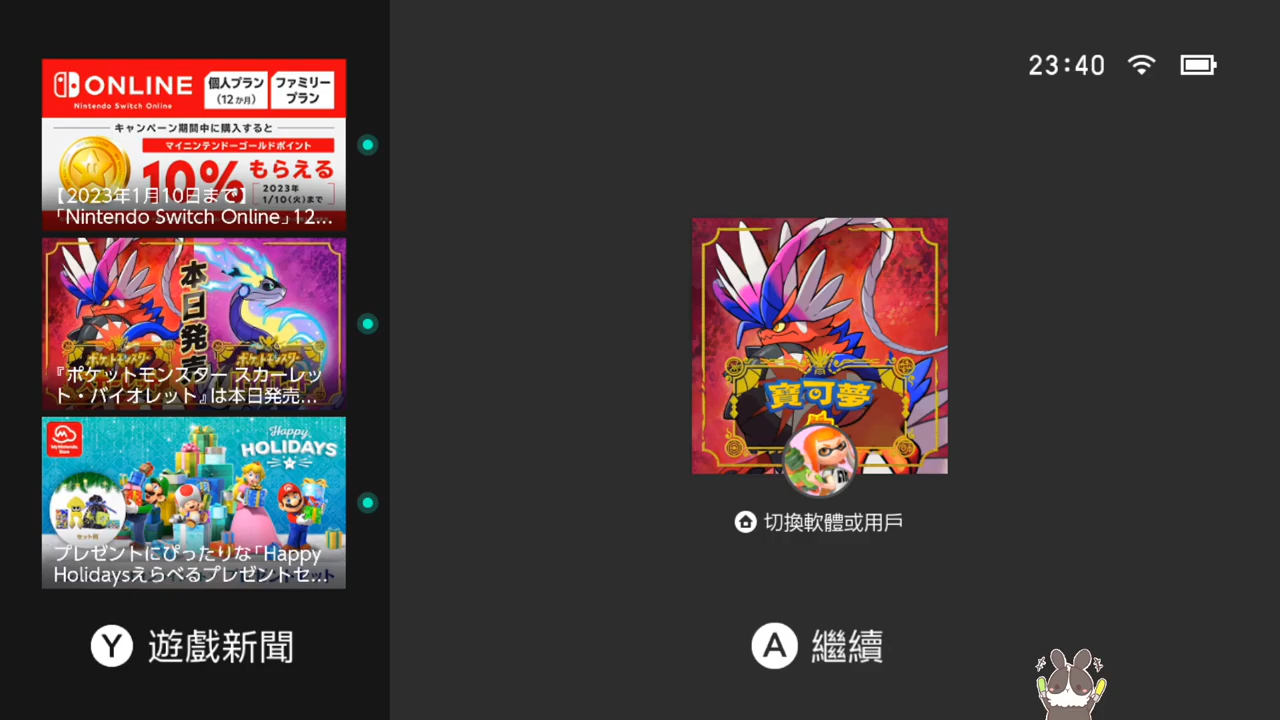 ONLINE
Nintendo Switch Online
個人プラン
(12か月)
ファミリー
プラン
キャンペーン期間中に購入すると
マイニンテンドーゴールドポイント
10%もらえる
2023年
1/10(火)まで
【2023年1月10日まで】
「Nintendo Switch Online」12...
本日発売
ポケットモンスター
ポケットモンスター
『ポケットモンスター スカーレッ
ト・バイオレット』は本日発売...
My Nintendo
Store
Happy
HOLIDAYS
セット例
プレゼントにぴったりな「Happy
Holidaysえらべるプレゼントセ...
Y 遊戲新聞
23:40
寶可夢
切換軟體或用戶
A 繼續